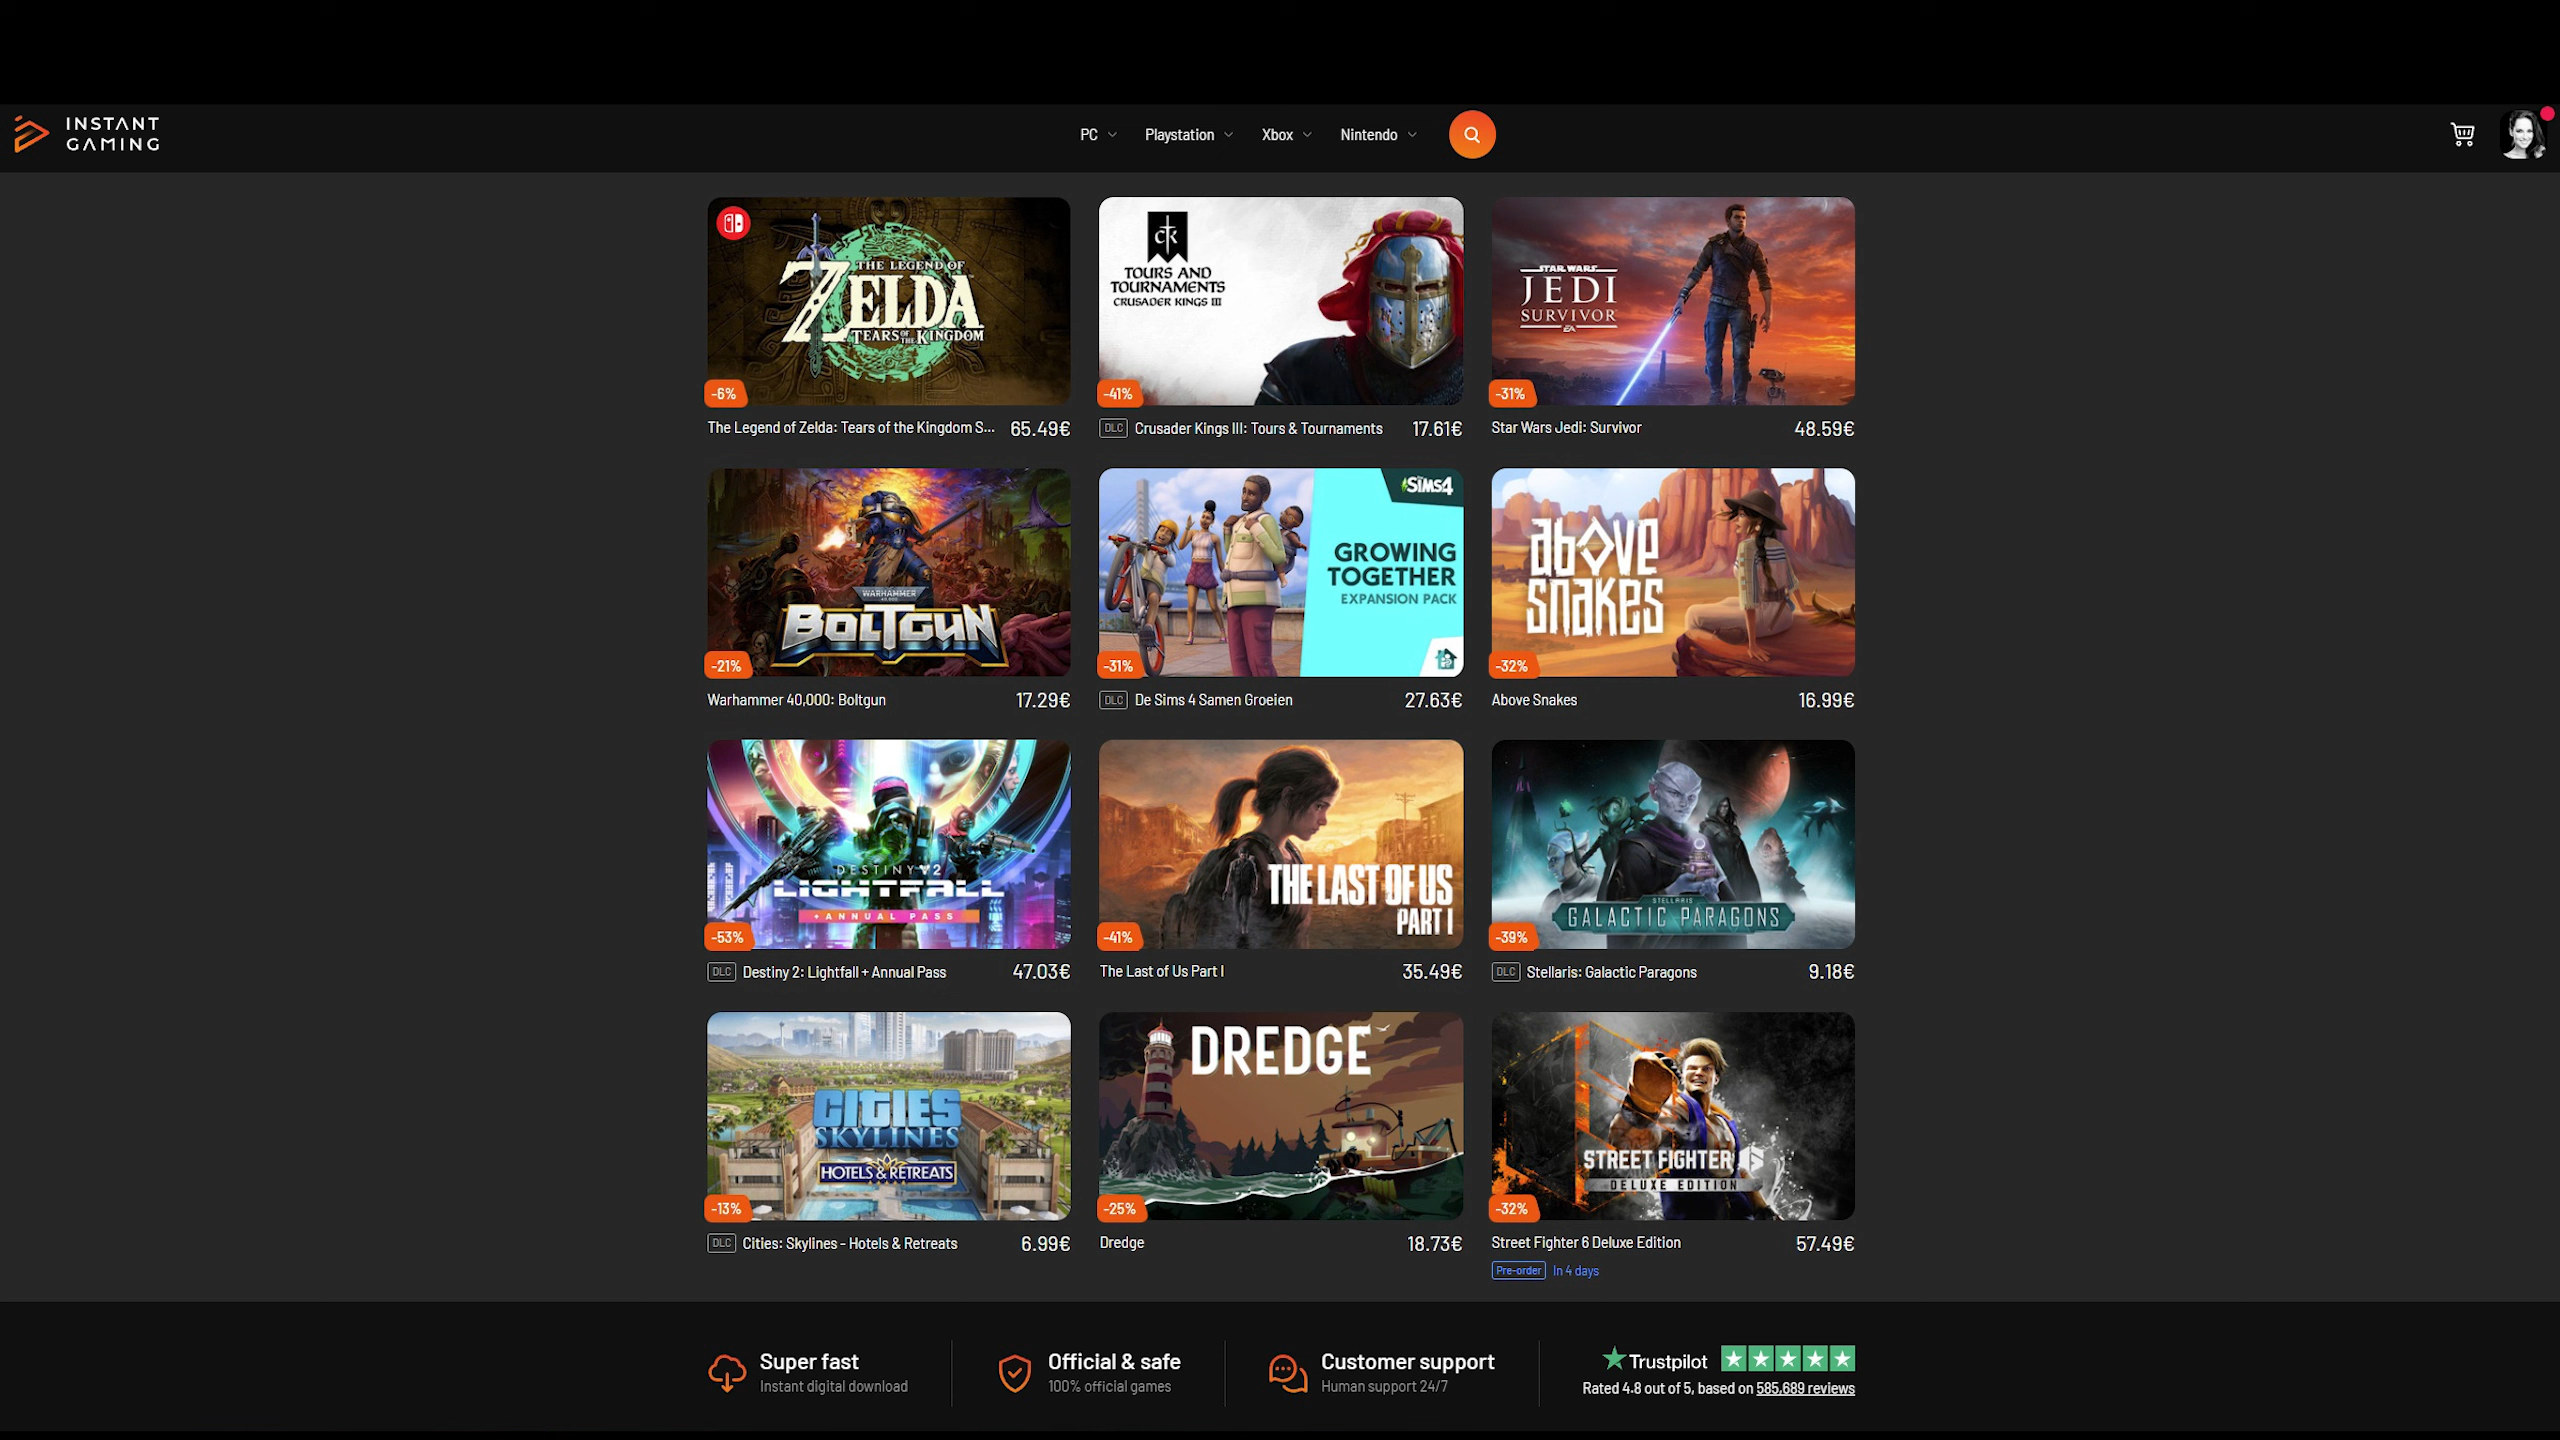 INSTANT
GAMING
PC
Playstation
Xbox
Nintendo
THE LEGEND OF
ZELDA
TEARS OF THE KINGDOM
-6%
The Legend of Zelda: Tears of the Kingdom S...
65.49€
TOURS AND
TOURNAMENTS
CRUSADER KINGS III
-41%
DLC
Crusader Kings III: Tours & Tournaments
17.61€
STAR WARS
JEDI
SURVIVOR
EA
-31%
Star Wars Jedi: Survivor
48.59€
WARHAMMER
40,000
BOLTGUN
-21%
Warhammer 40,000: Boltgun
17.29€
SIMS4
GROWING
TOGETHER
EXPANSION PACK
-31%
DLC
De Sims 4 Samen Groeien
27.63€
above
snakes
-32%
Above Snakes
16.99€
DESTINY 2
LIGHTFALL
+ANNUAL PASS
-53%
DLC
Destiny 2: Lightfall + Annual Pass
47.03€
THE LAST OF US
PART I
-41%
The Last of Us Part I
35.49€
STELLARIS
GALACTIC PARAGONS
-39%
DLC
Stellaris: Galactic Paragons
9.18€
CITIES
SKYLINES
HOTELS & RETREATS
-13%
DLC
Cities: Skylines - Hotels & Retreats
6.99€
DREDGE
-25%
Dredge
18.73€
STREET FIGHTER 6
DELUXE EDITION
-32%
Street Fighter 6 Deluxe Edition
57.49€
Pre-order
In 4 days
Super fast
Instant digital download
Official & safe
100% official games
Customer support
Human support 24/7
Trustpilot
Rated 4.8 out of 5, based on 585,689 reviews